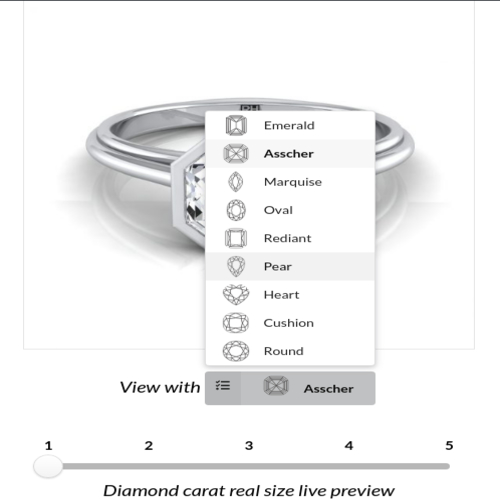 Emerald
Asscher
Marquise
Oval
Rediant
Pear
Heart
Cushion
Round
View with Asscher
1 2 3 4 5
Diamond carat real size live preview